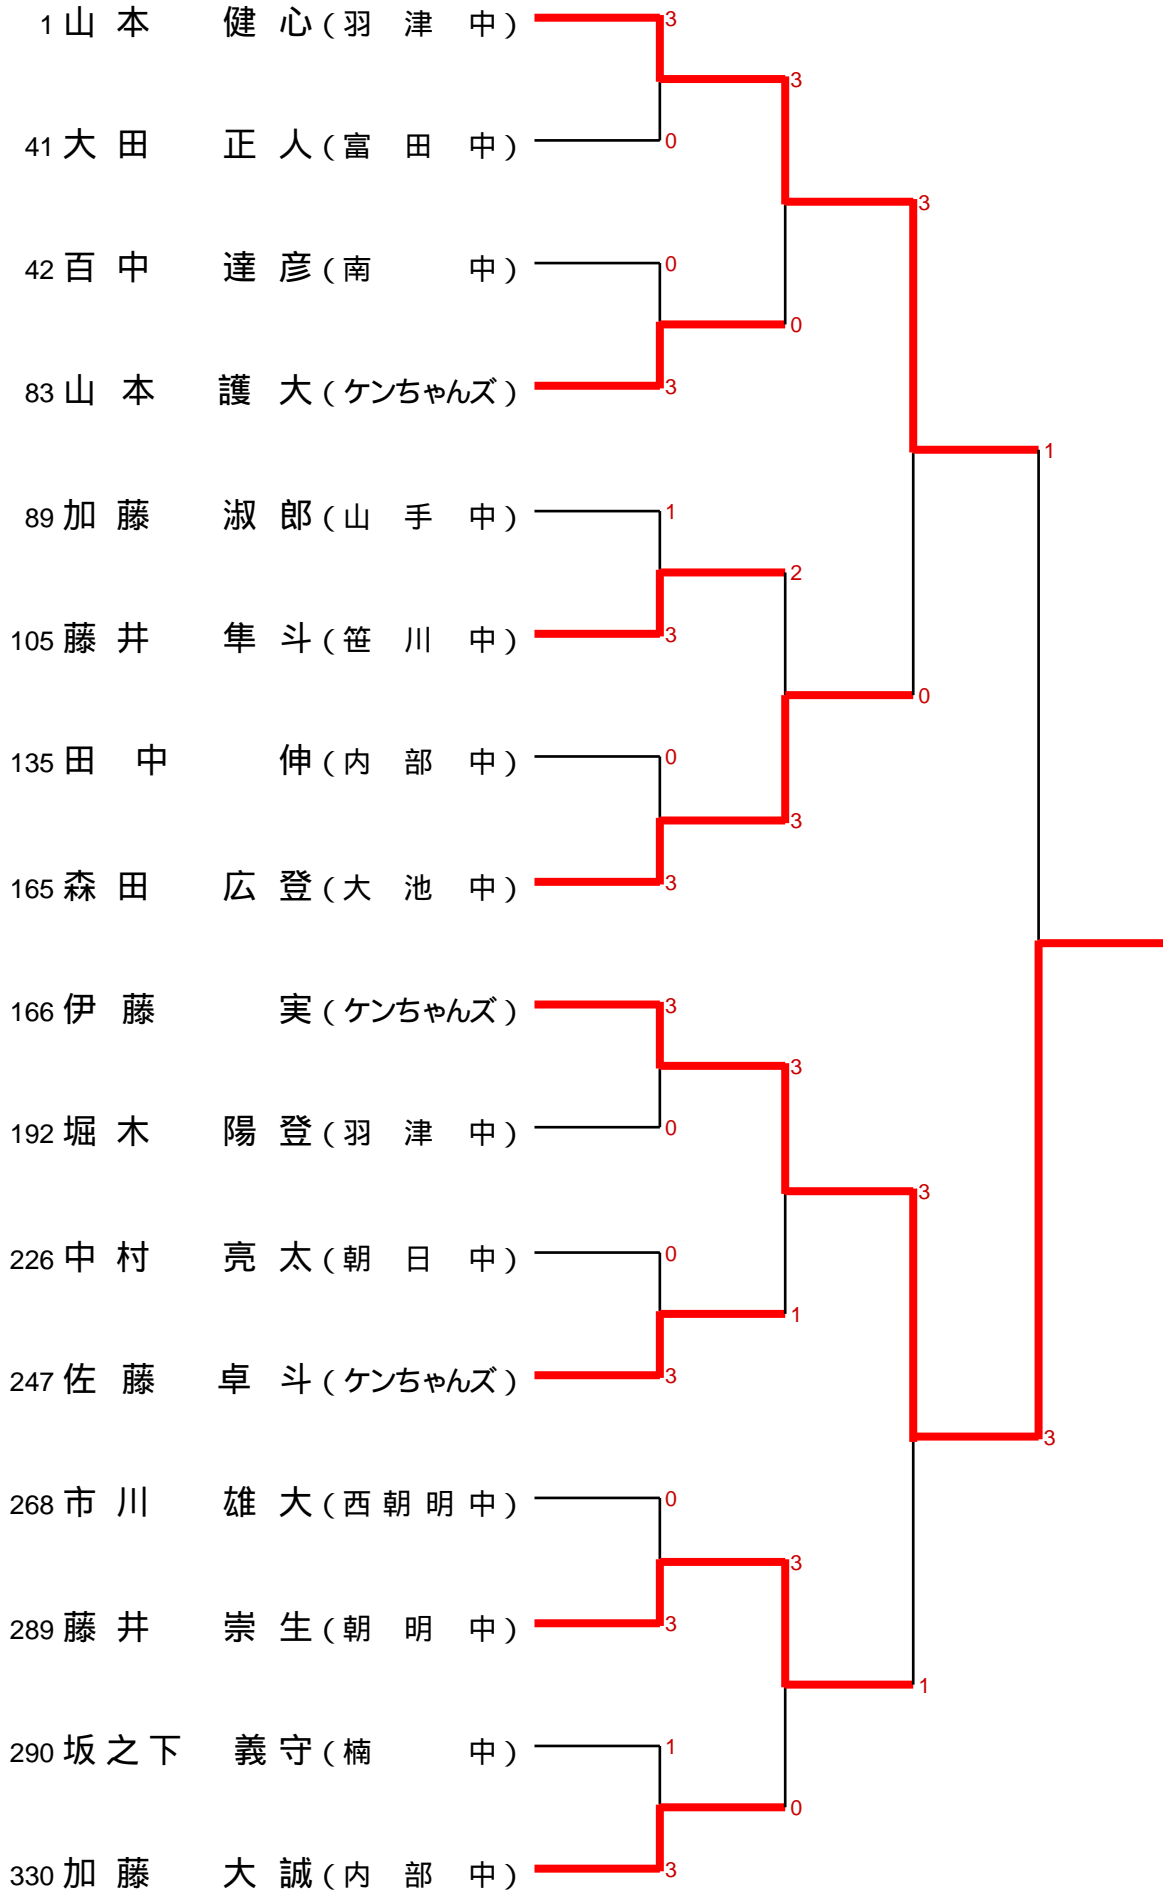 1 山本 健心 (羽津中) 3
3
41 大田 正人 (富田中) 0
3
42 百中 達彦 (南中) 0
0
83 山本 護大 (ケンちゃんズ) 3
1
89 加藤 淑郎 (山手中) 1
2
105 藤井 隼斗 (笹川中) 3
0
135 田中 伸 (内部中) 0
3
165 森田 広登 (大池中) 3
166 伊藤 実 (ケンちゃんズ) 3
3
192 堀木 陽登 (羽津中) 0
3
226 中村 亮太 (朝日中) 0
1
247 佐藤 卓斗 (ケンちゃんズ) 3
3
268 市川 雄大 (西朝明中) 0
3
289 藤井 崇生 (朝明中) 3
1
290 坂之下 義守 (楠中) 1
0
330 加藤 大誠 (内部中) 3